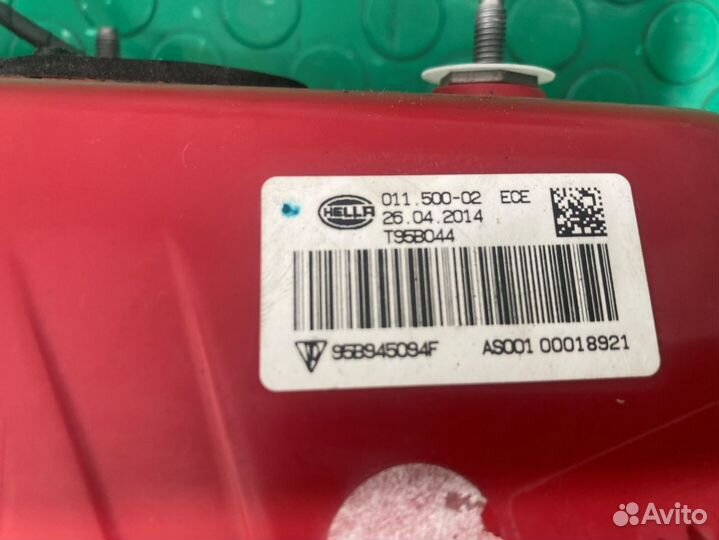 HELLA
011.500-02 ECE
26.04.2014
T95B044
95B945094F AS001 00018921
Avito